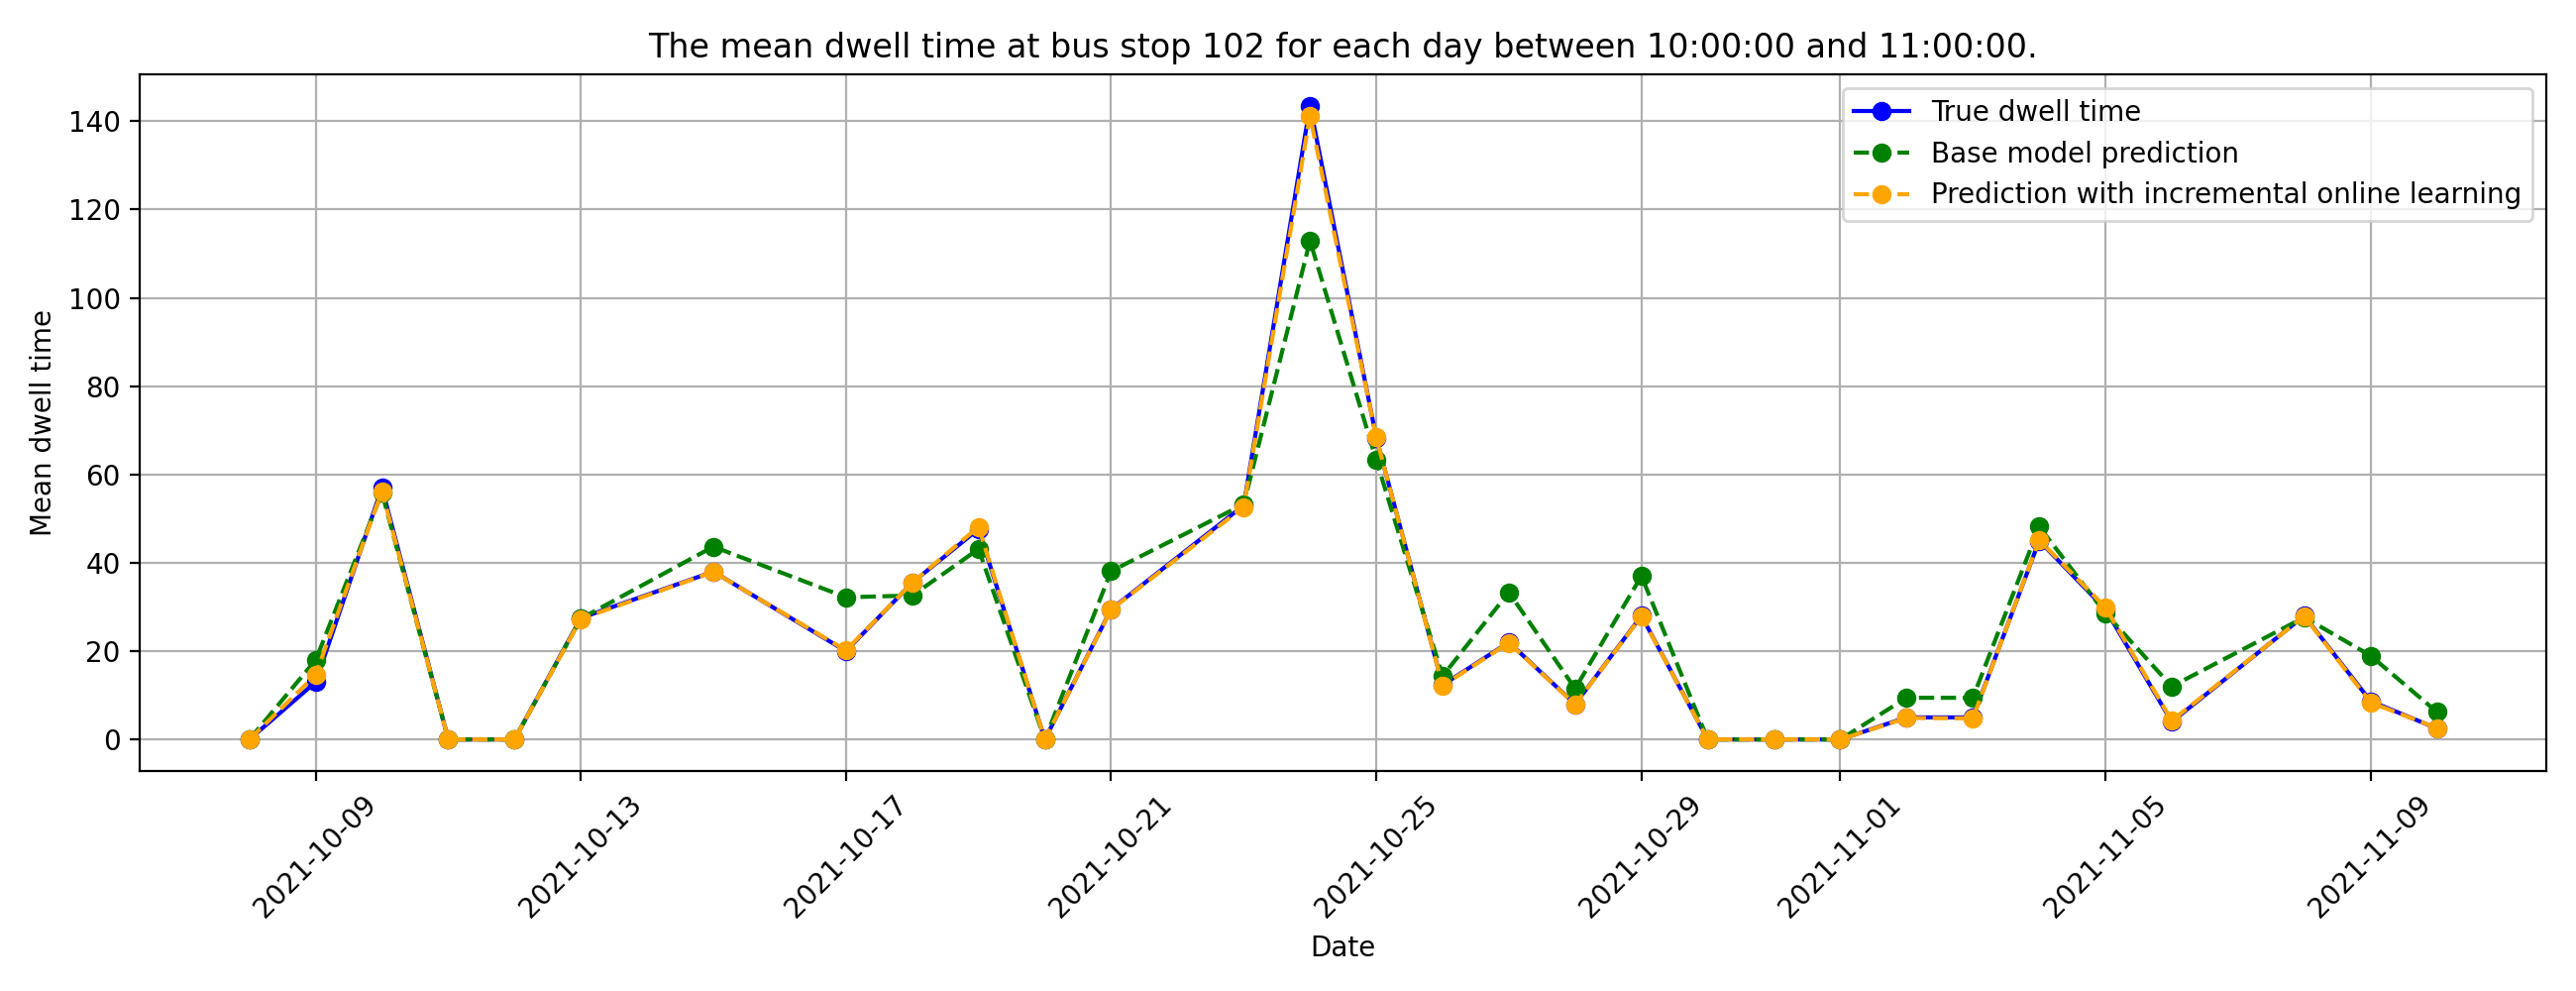 The mean dwell time at bus stop 102 for each day between 10:00:00 and 11:00:00.
True dwell time
Base model prediction
Prediction with incremental online learning
Mean dwell time
140
120
100
80
60
40
20
0
2021-10-09
2021-10-13
2021-10-17
2021-10-21
2021-10-25
2021-10-29
2021-11-01
2021-11-05
2021-11-09
Date